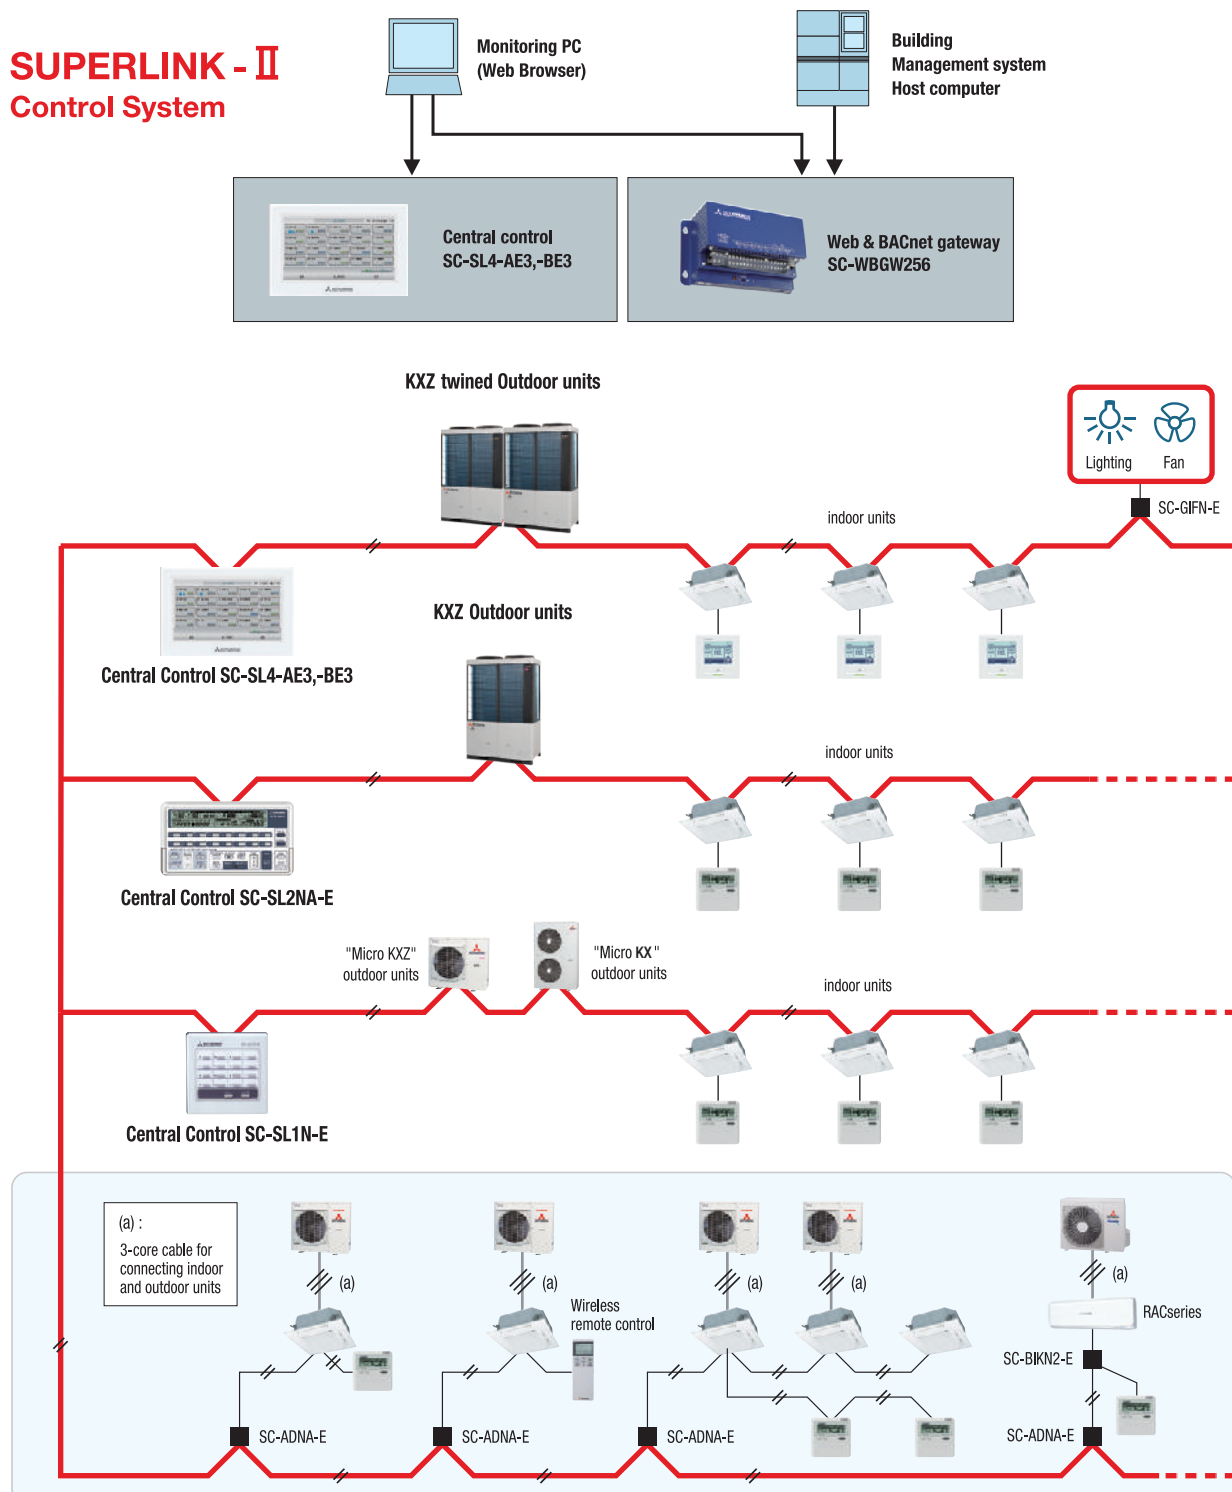 SUPERLINK - II
Control System
Monitoring PC
(Web Browser)
Building
Management system
Host computer
Central control
SC-SL4-AE3,-BE3
Web & BACnet gateway
SC-WBGW256
KXZ twined Outdoor units
Lighting
Fan
SC-GIFN-E
indoor units
Central Control SC-SL4-AE3,-BE3
KXZ Outdoor units
indoor units
Central Control SC-SL2NA-E
"Micro KXZ"
outdoor units
"Micro KX"
outdoor units
indoor units
Central Control SC-SL1N-E
(a) :
3-core cable for
connecting indoor
and outdoor units
(a)
(a)
(a)
(a)
(a)
Wireless
remote control
RACseries
SC-BIKN2-E
SC-ADNA-E
SC-ADNA-E
SC-ADNA-E
SC-ADNA-E